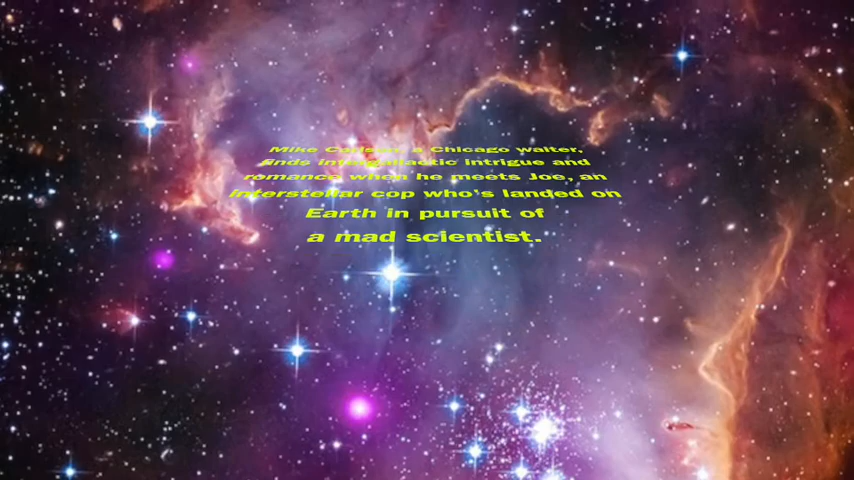 Mike Carlson, a Chicago waiter,
finds intergalactic intrigue and
romance when he meets Joe, an
interstellar cop who's landed on
Earth in pursuit of
a mad scientist.